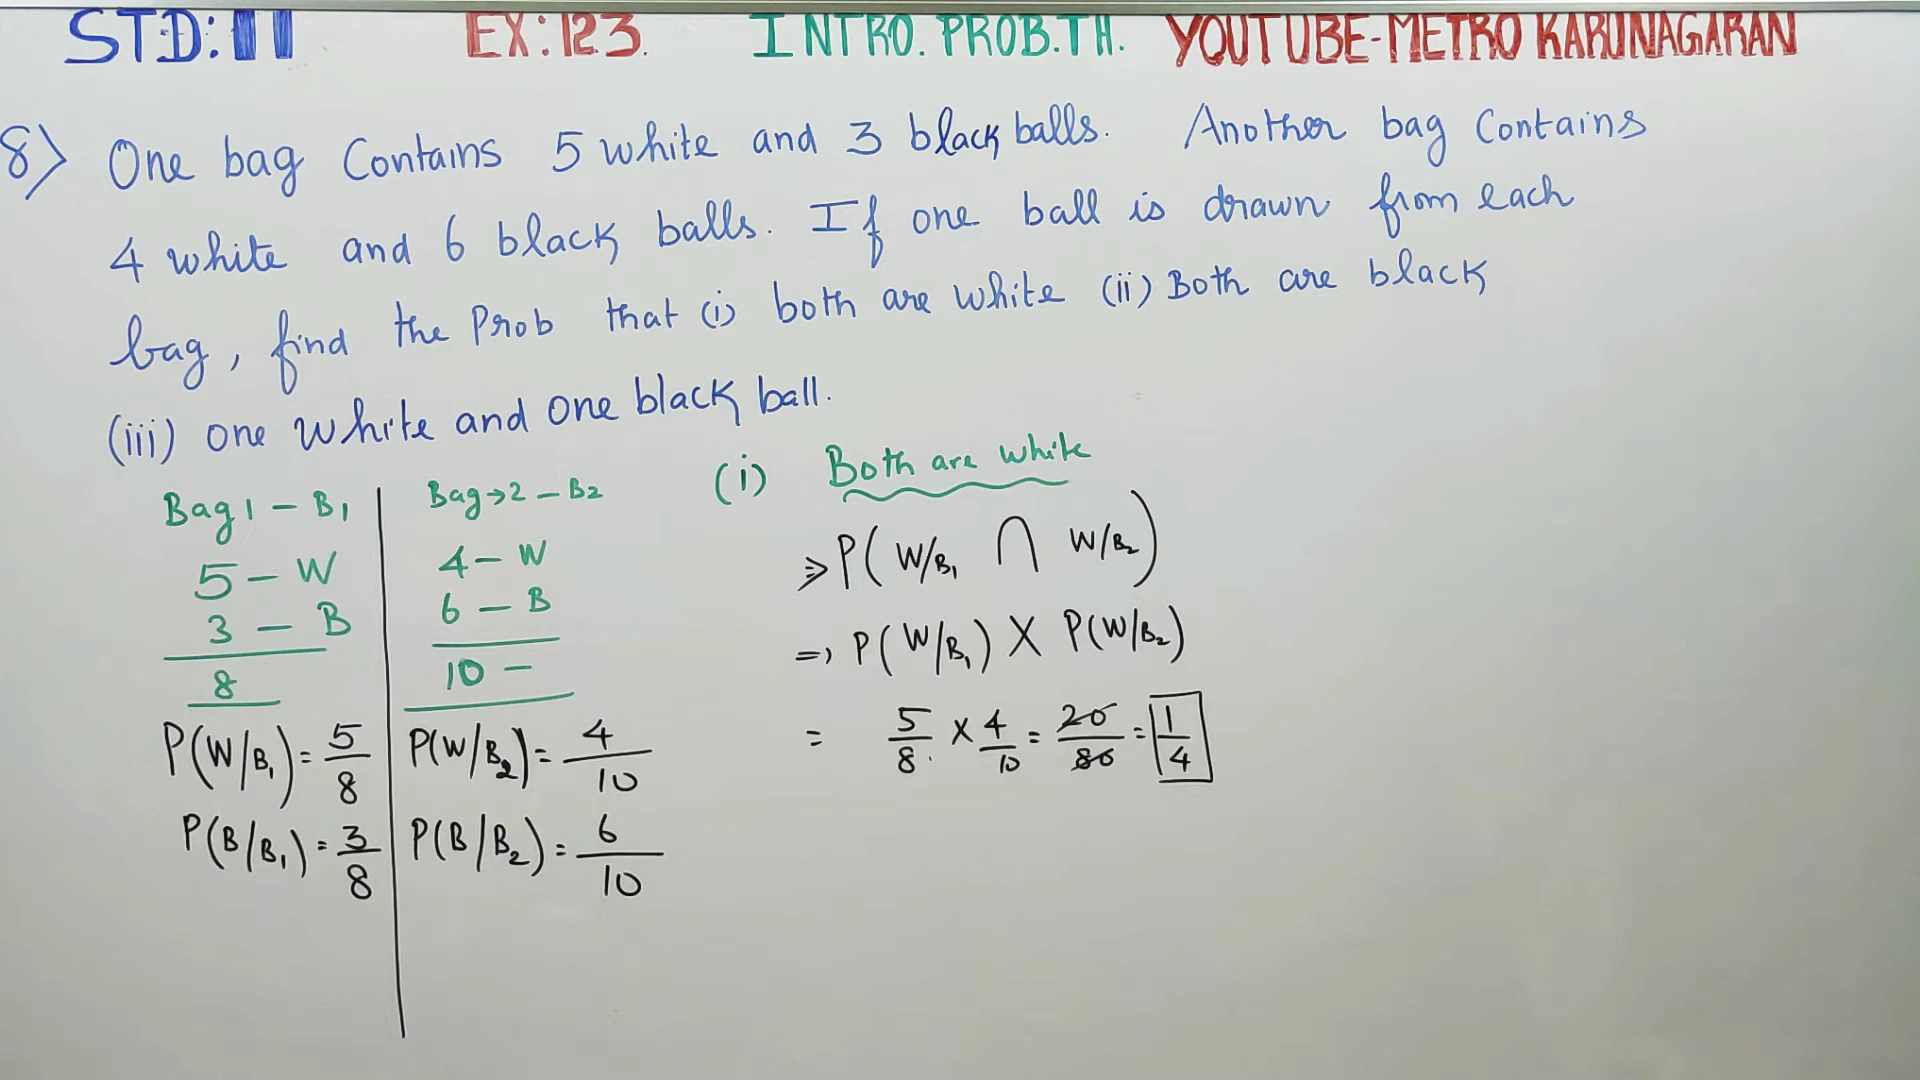 STD:11 EX:12.3. INTRO. PROB.TH. YOUTUBE-METRO KARUNAGARAN
8) One bag Contains 5 white and 3 black balls. Another bag Contains
4 white and 6 black balls. If one ball is drawn from each
bag, find the Prob that (i) both are white (ii) Both are black
(iii) one White and one black ball.
Bag 1 - B₁
5 - W
3 - B
8
P(W/B₁) = 5/8
P(B/B₁) = 3/8
Bag→2 - B₂
4 - W
6 - B
10 -
P(W/B₂) = 4/10
P(B/B₂) = 6/10
(i) Both are white
⇒ P(W/B₁ ∩ W/B₂)
⇒ P(W/B₁) X P(W/B₂)
= 5/8 × 4/10 = 20/80 = 1/4